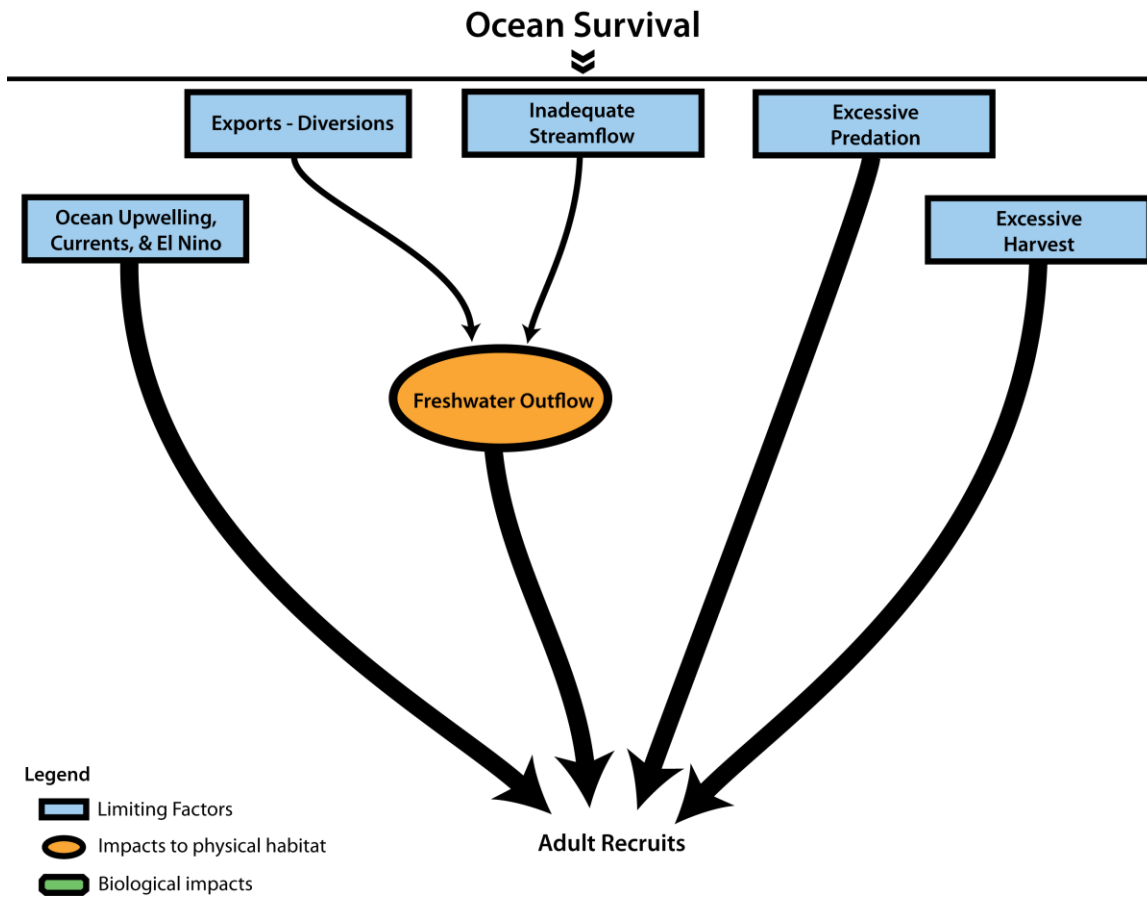 Ocean Survival
Exports - Diversions
Inadequate
Streamflow
Excessive
Predation
Ocean Upwelling,
Currents, & El Nino
Excessive
Harvest
Freshwater Outflow
Adult Recruits
Legend
Limiting Factors
Impacts to physical habitat
Biological impacts